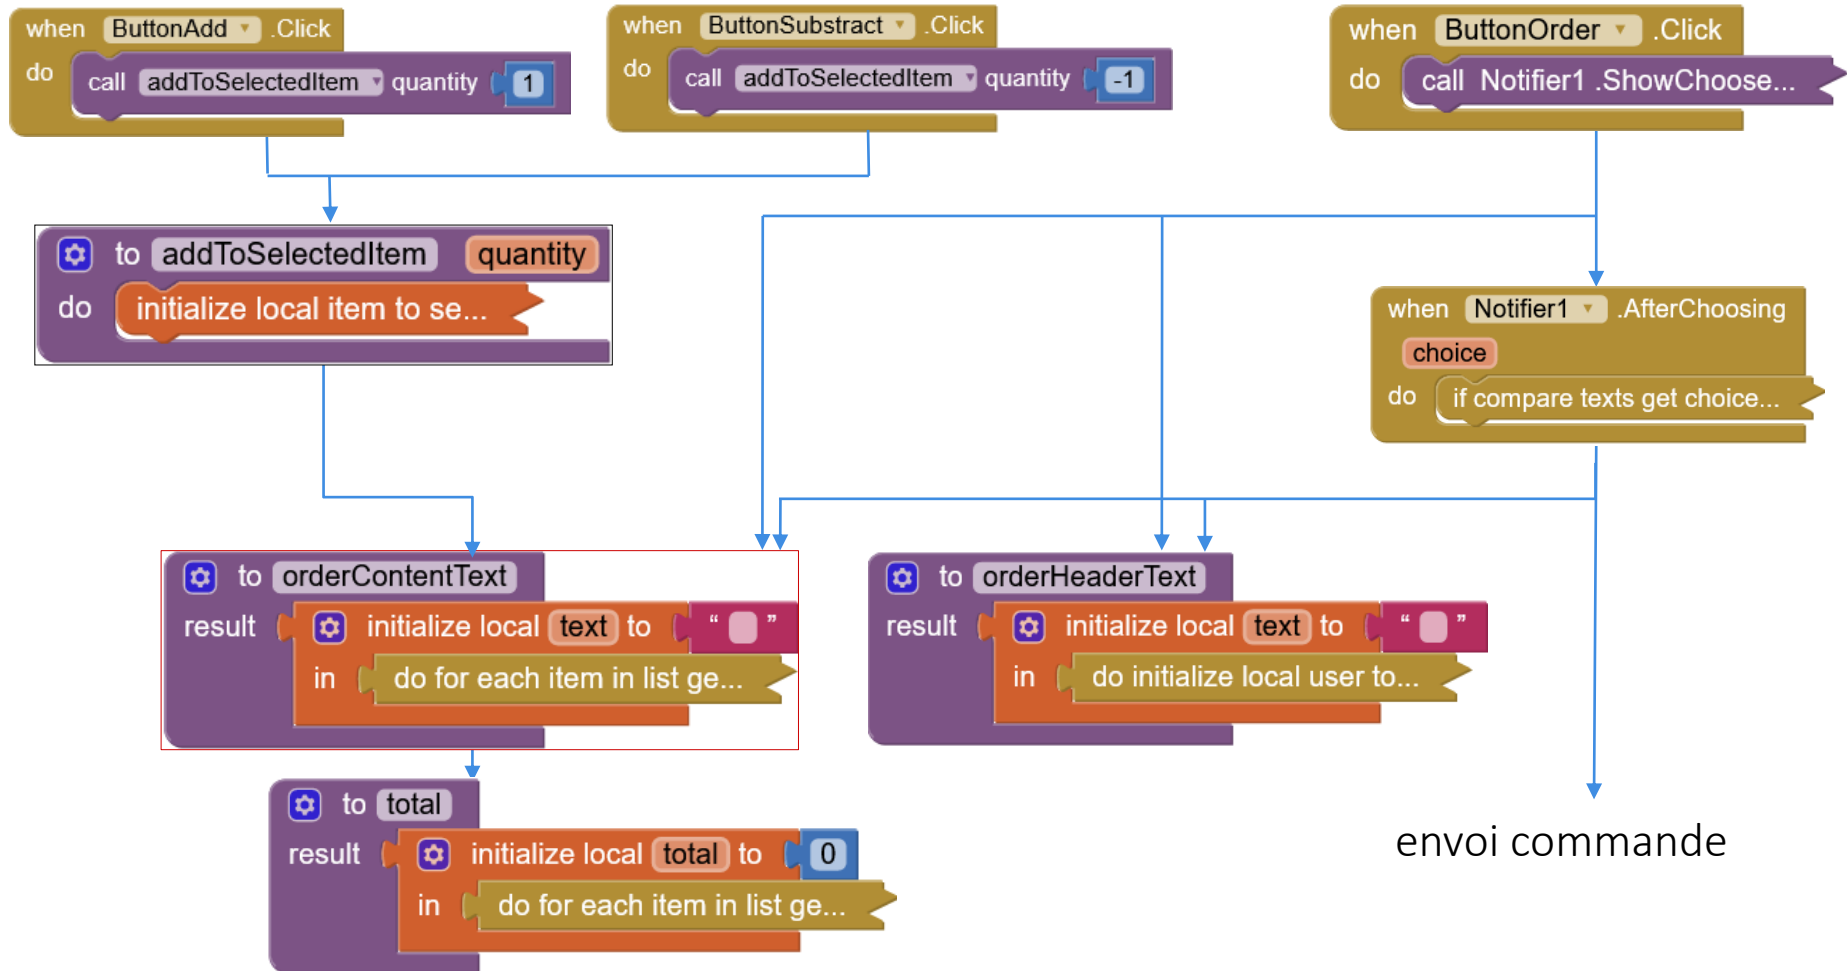 when ButtonAdd .Click
do call addToSelectedItem quantity 1
when ButtonSubstract .Click
do call addToSelectedItem quantity -1
when ButtonOrder .Click
do call Notifier1 .ShowChoose...
to addToSelectedItem quantity
do initialize local item to se...
when Notifier1 .AfterChoosing
choice
do if compare texts get choice...
to orderContentText
result initialize local text to “ ”
in do for each item in list ge...
to orderHeaderText
result initialize local text to “ ”
in do initialize local user to...
to total
result initialize local total to 0
in do for each item in list ge...
envoi commande